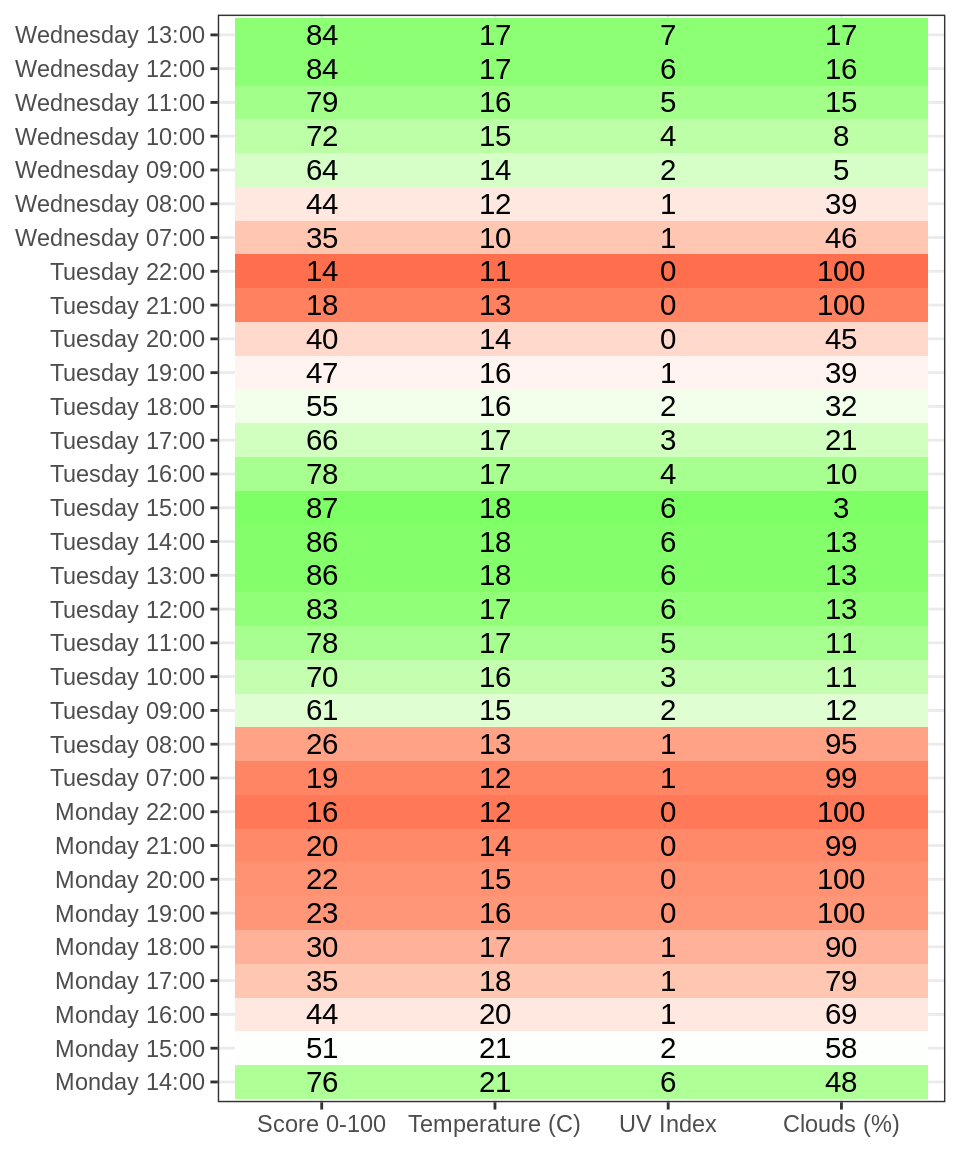 Wednesday 13:00 84 17 7 17
Wednesday 12:00 84 17 6 16
Wednesday 11:00 79 16 5 15
Wednesday 10:00 72 15 4 8
Wednesday 09:00 64 14 2 5
Wednesday 08:00 44 12 1 39
Wednesday 07:00 35 10 1 46
Tuesday 22:00 14 11 0 100
Tuesday 21:00 18 13 0 100
Tuesday 20:00 40 14 0 45
Tuesday 19:00 47 16 1 39
Tuesday 18:00 55 16 2 32
Tuesday 17:00 66 17 3 21
Tuesday 16:00 78 17 4 10
Tuesday 15:00 87 18 6 3
Tuesday 14:00 86 18 6 13
Tuesday 13:00 86 18 6 13
Tuesday 12:00 83 17 6 13
Tuesday 11:00 78 17 5 11
Tuesday 10:00 70 16 3 11
Tuesday 09:00 61 15 2 12
Tuesday 08:00 26 13 1 95
Tuesday 07:00 19 12 1 99
Monday 22:00 16 12 0 100
Monday 21:00 20 14 0 99
Monday 20:00 22 15 0 100
Monday 19:00 23 16 0 100
Monday 18:00 30 17 1 90
Monday 17:00 35 18 1 79
Monday 16:00 44 20 1 69
Monday 15:00 51 21 2 58
Monday 14:00 76 21 6 48
Score 0-100 Temperature (C) UV Index Clouds (%)